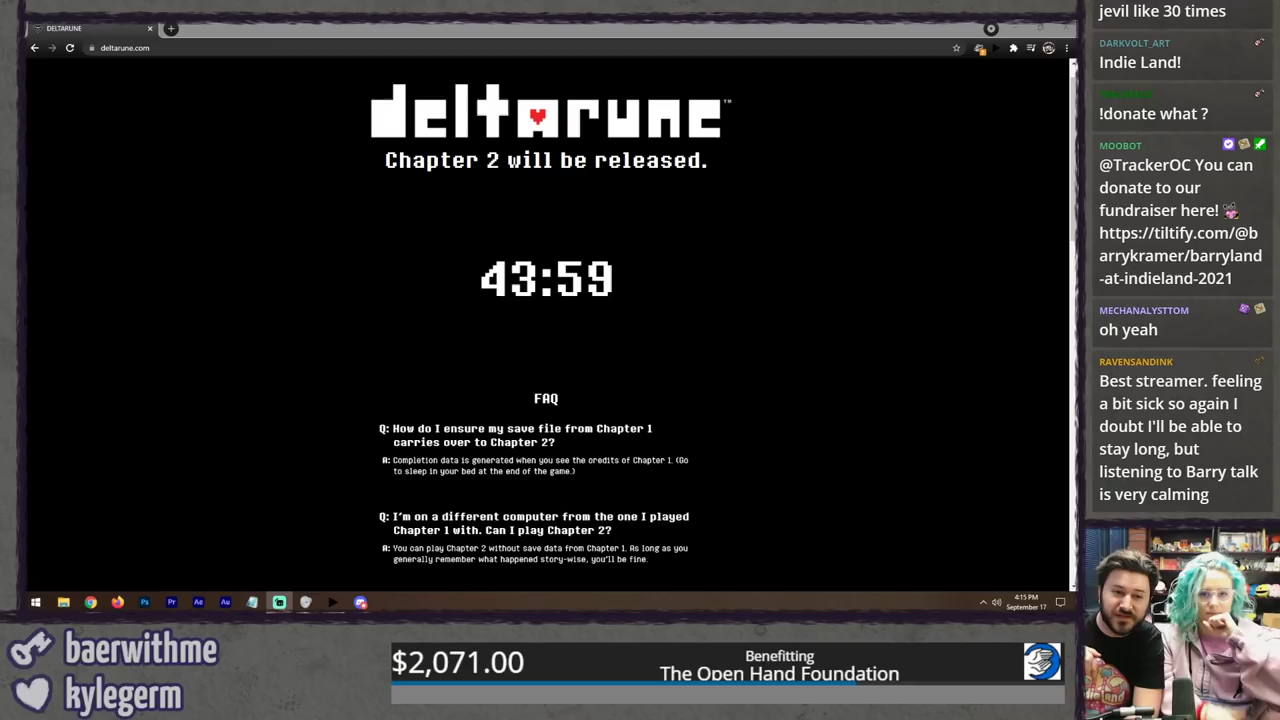 DELTARUNE
deltarune.com
deltarune™
Chapter 2 will be released.
43:59
FAQ
Q: How do I ensure my save file from Chapter 1
carries over to Chapter 2?
A: Completion data is generated when you see the credits of Chapter 1. (Go
to sleep in your bed at the end of the game.)
Q: I'm on a different computer from the one I played
Chapter 1 with. Can I play Chapter 2?
A: You can play Chapter 2 without save data from Chapter 1. As long as you
generally remember what happened story-wise, you'll be fine.
4:15 PM
September 17
jevil like 30 times
DARKVOLT_ART
Indie Land!
!donate what ?
MOOBOT
@TrackerOC You can
donate to our
fundraiser here!
https://tiltify.com/@b
arrykramer/barryland
-at-indieland-2021
MECHANALYSTTOM
oh yeah
RAVENSANDINK
Best streamer. feeling
a bit sick so again I
doubt I'll be able to
stay long, but
listening to Barry talk
is very calming
baerwithme
kylegerm
$2,071.00
Benefitting
The Open Hand Foundation